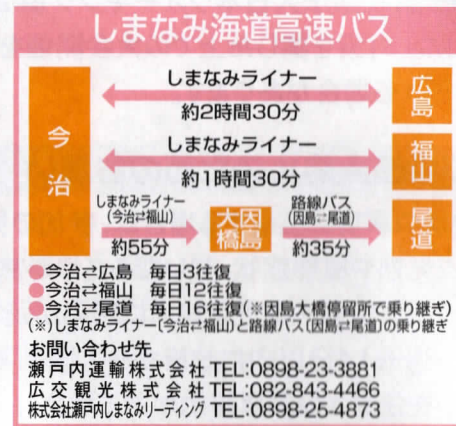 しまなみ海道高速バス
今治
しまなみライナー
約2時間30分
広島
しまなみライナー
約1時間30分
福山
しまなみライナー
(今治⇌福山)
約55分
因島大橋
路線バス
(因島⇌尾道)
約35分
尾道
●今治⇌広島 毎日3往復
●今治⇌福山 毎日12往復
●今治⇌尾道 毎日16往復(※因島大橋停留所で乗り継ぎ)
(※)しまなみライナー(今治⇌福山)と路線バス(因島⇌尾道)の乗り継ぎ
お問い合わせ先
瀬戸内運輸株式会社 TEL:0898-23-3881
広交観光株式会社 TEL:082-843-4466
株式会社瀬戸内しまなみリーディング TEL:0898-25-4873